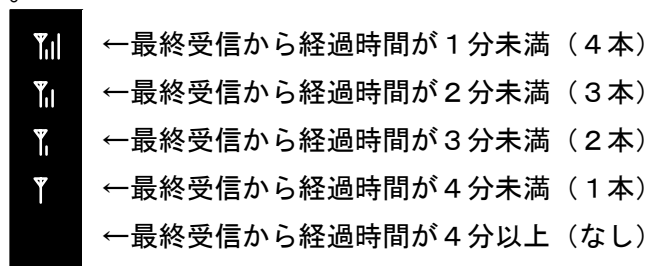 ←最終受信から経過時間が１分未満（４本）
←最終受信から経過時間が２分未満（３本）
←最終受信から経過時間が３分未満（２本）
←最終受信から経過時間が４分未満（１本）
←最終受信から経過時間が４分以上（なし）